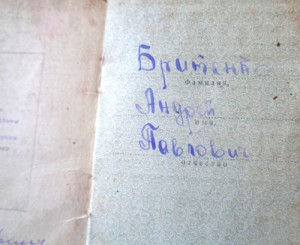 Фамилия,
Андрей
Имя,
Павлович
отчество